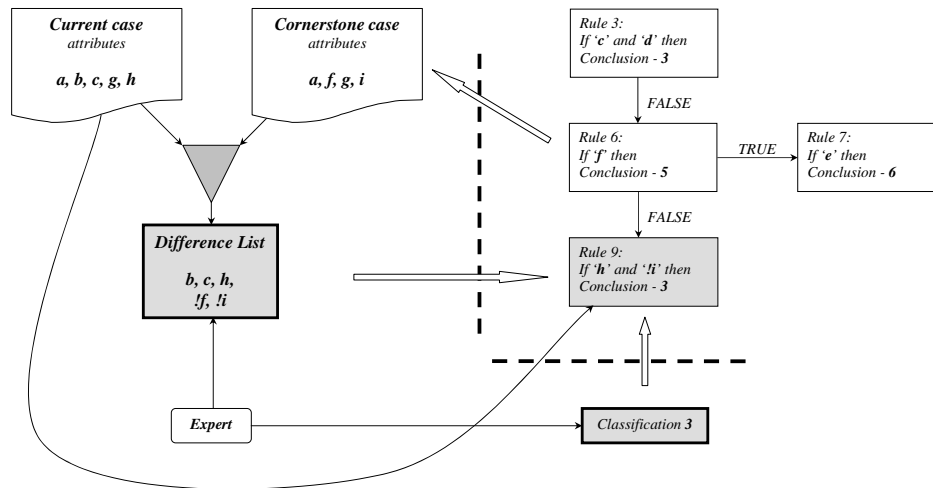 Current case
attributes
a, b, c, g, h
Cornerstone case
attributes
a, f, g, i
Rule 3:
If ‘c’ and ‘d’ then
Conclusion - 3
FALSE
Rule 6:
If ‘f’ then
Conclusion - 5
TRUE
Rule 7:
If ‘e’ then
Conclusion - 6
FALSE
Difference List
b, c, h,
!f, !i
Rule 9:
If ‘h’ and ‘!i’ then
Conclusion - 3
Expert
Classification 3